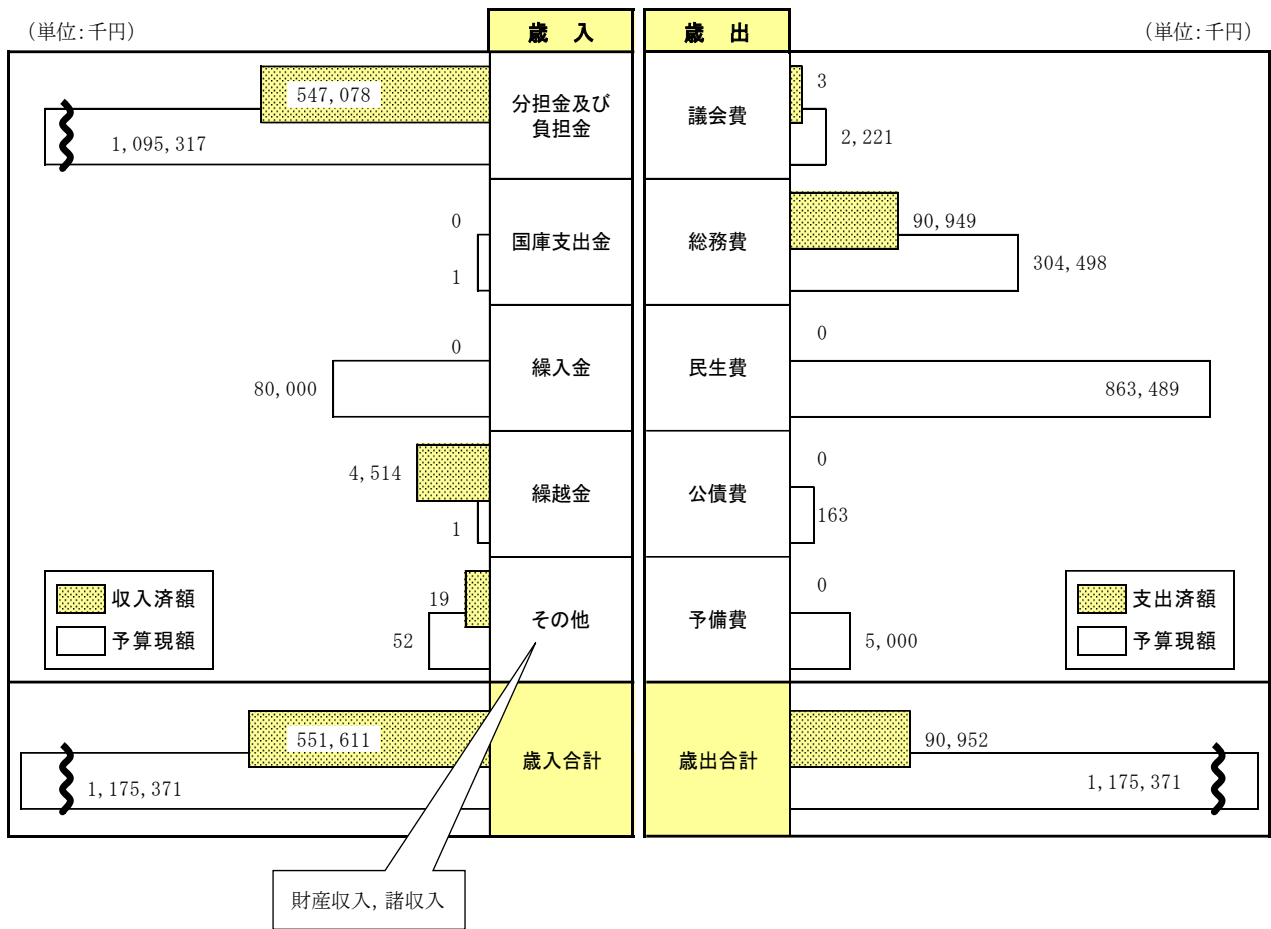 (単位:千円)
歳 入
歳 出
(単位:千円)
547,078
1,095,317
分担金及び
負担金
0
1
国庫支出金
0
80,000
繰入金
4,514
1
繰越金
19
52
その他
収入済額
予算現額
551,611
1,175,371
歳入合計
財産収入, 諸収入
議会費
3
2,221
総務費
90,949
304,498
民生費
0
863,489
公債費
0
163
予備費
0
5,000
支出済額
予算現額
歳出合計
90,952
1,175,371